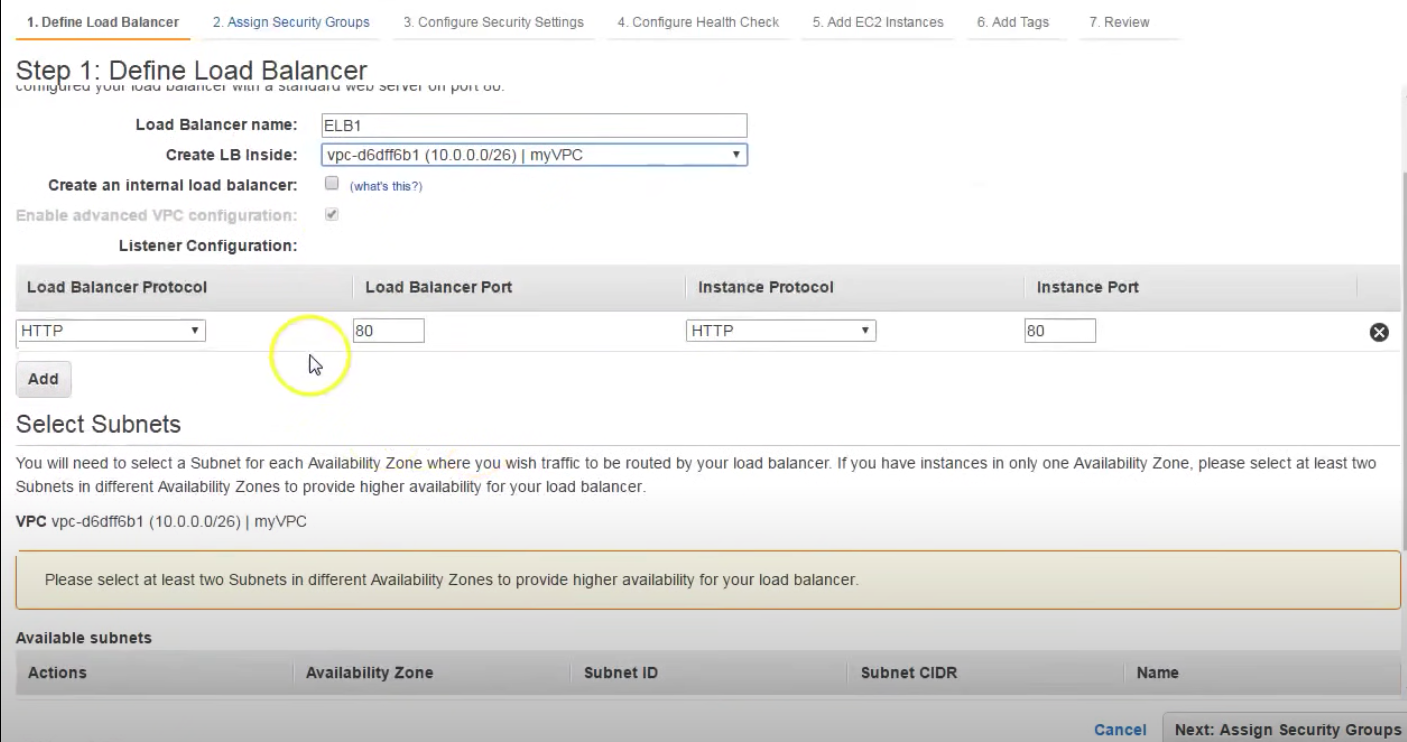 1. Define Load Balancer 2. Assign Security Groups 3. Configure Security Settings 4. Configure Health Check 5. Add EC2 Instances 6. Add Tags 7. Review
Step 1: Define Load Balancer
configured your load balancer with a standard web server on port 80.
Load Balancer name: ELB1
Create LB Inside: vpc-d6dff6b1 (10.0.0.0/26) | myVPC
Create an internal load balancer: (what's this?)
Enable advanced VPC configuration:
Listener Configuration:
Load Balancer Protocol Load Balancer Port Instance Protocol Instance Port
HTTP 80 HTTP 80
Add
Select Subnets
You will need to select a Subnet for each Availability Zone where you wish traffic to be routed by your load balancer. If you have instances in only one Availability Zone, please select at least two
Subnets in different Availability Zones to provide higher availability for your load balancer.
VPC vpc-d6dff6b1 (10.0.0.0/26) | myVPC
Please select at least two Subnets in different Availability Zones to provide higher availability for your load balancer.
Available subnets
Actions Availability Zone Subnet ID Subnet CIDR Name
Cancel Next: Assign Security Groups